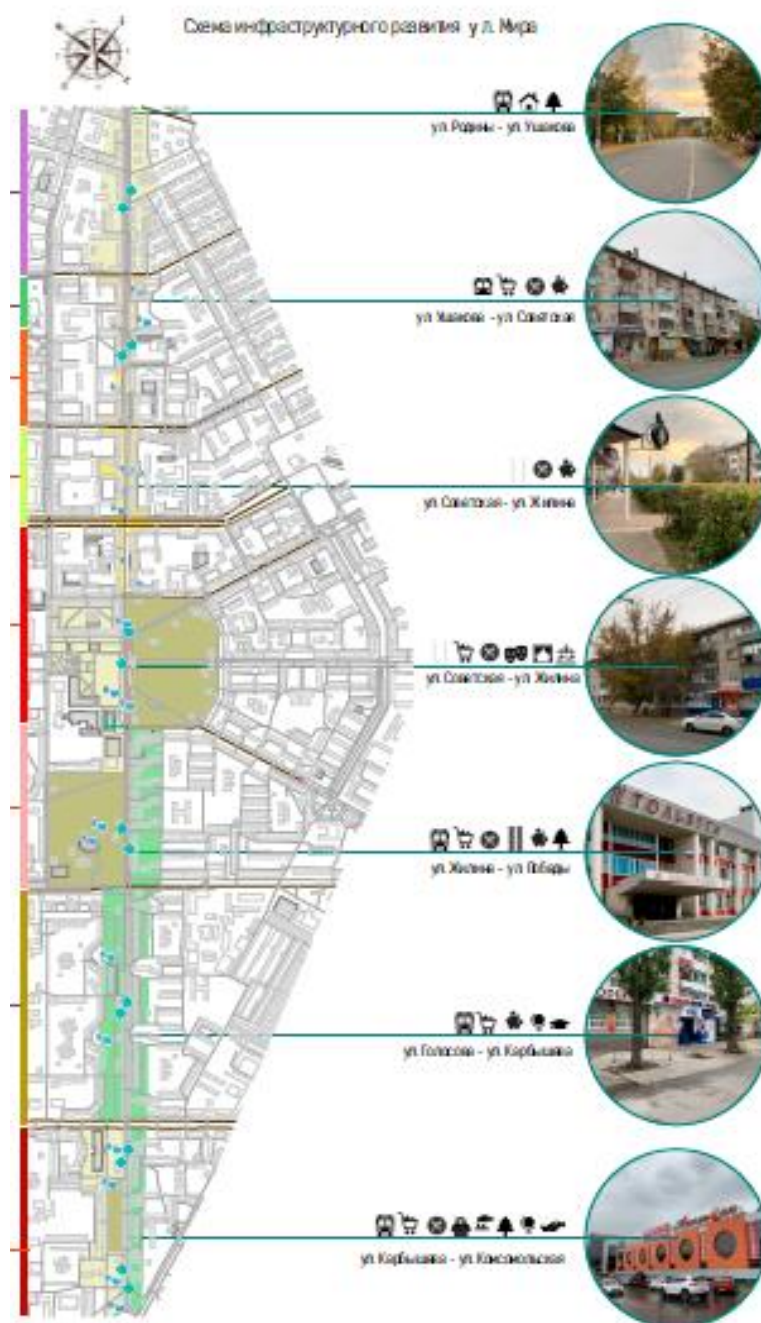 Схема инфраструктурного развития ул. Мира
ул. Родины - ул. Ушакова
ул. Ушакова - ул. Советская
ул. Советская - ул. Жилина
ул. Советская - ул. Жилина
ул. Жилина - ул. Победы
ТОЛЬЯТТИ
ул. Голосова - ул. Карбышева
ул. Карбышева - ул. Комсомольская